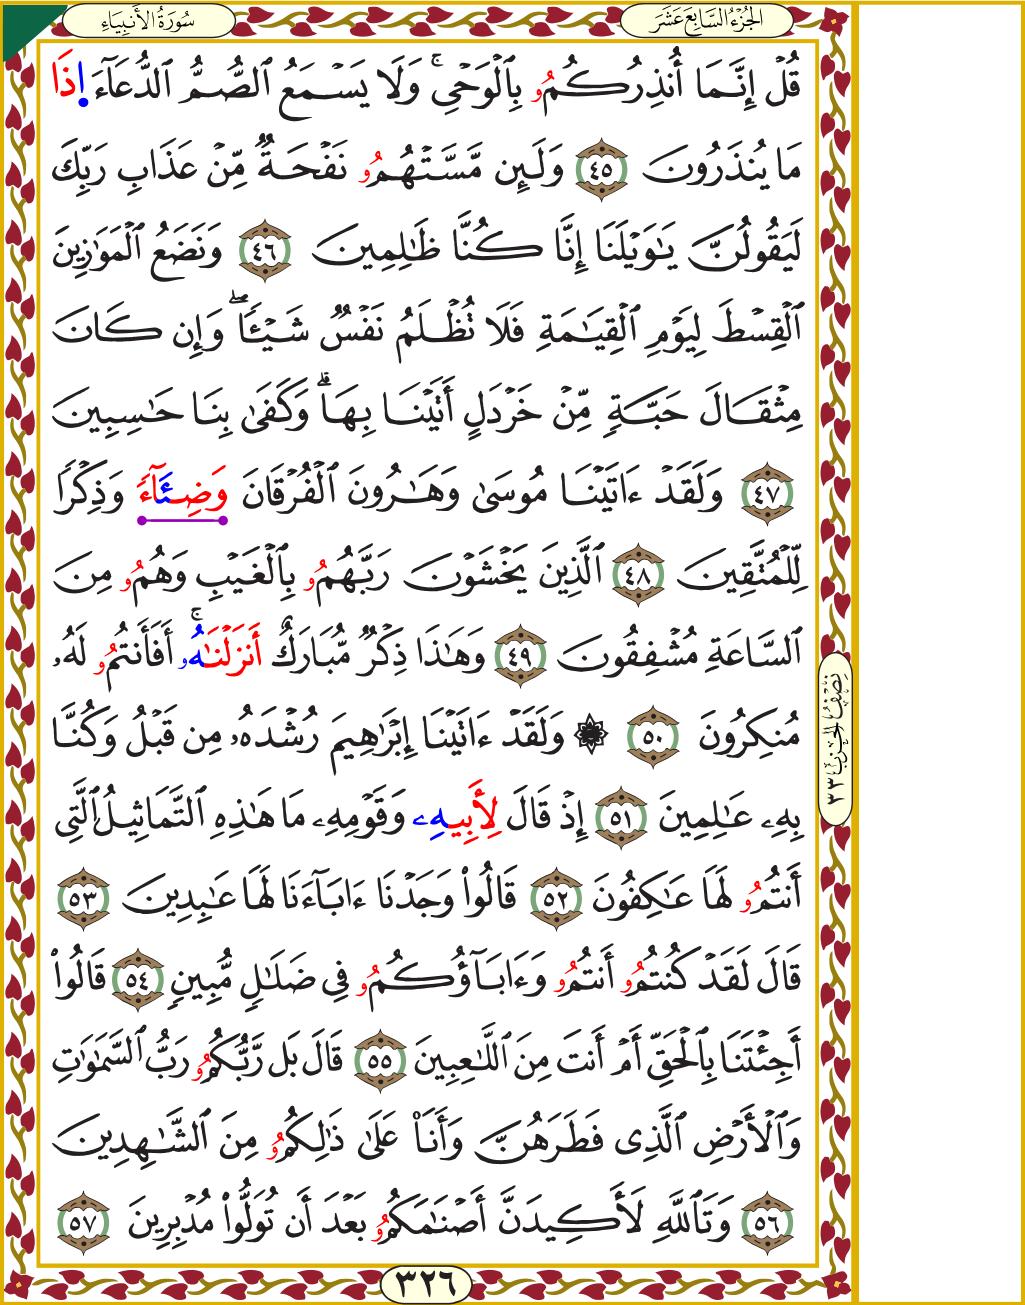 سُورَةُ الأَنبِيَاءِ
الجُزْءُ السَّابِعَ عَشَرَ
قُلْ إِنَّمَا أُنذِرُكُمُو بِٱلْوَحْىِۚ وَلَا يَسْمَعُ ٱلصُّمُّ ٱلدُّعَآءَ اِذَا
مَا يُنذَرُونَ ٤٥ وَلَئِن مَّسَّتْهُمُو نَفْحَةٌ مِّنْ عَذَابِ رَبِّكَ
لَيَقُولُنَّ يَٰوَيْلَنَا إِنَّا كُنَّا ظَٰلِمِينَ ٤٦ وَنَضَعُ ٱلْمَوَٰزِينَ
ٱلْقِسْطَ لِيَوْمِ ٱلْقِيَٰمَةِ فَلَا تُظْلَمُ نَفْسٌ شَيْـًٔاۖ وَإِن كَانَ
مِثْقَالَ حَبَّةٍ مِّنْ خَرْدَلٍ أَتَيْنَا بِهَاۗ وَكَفَىٰ بِنَا حَٰسِبِينَ
٤٧ وَلَقَدْ ءَاتَيْنَا مُوسَىٰ وَهَٰرُونَ ٱلْفُرْقَانَ وَضِئَآءً وَذِكْرًا
لِّلْمُتَّقِينَ ٤٨ ٱلَّذِينَ يَخْشَوْنَ رَبَّهُمُو بِٱلْغَيْبِ وَهُمُو مِنَ
ٱلسَّاعَةِ مُشْفِقُونَ ٤٩ وَهَٰذَا ذِكْرٌ مُّبَارَكٌ أَنزَلْنَٰهُۥۚ أَفَأَنتُمُو لَهُۥ
مُنكِرُونَ ٥٠ ۞ وَلَقَدْ ءَاتَيْنَا إِبْرَٰهِيمَ رُشْدَهُۥ مِن قَبْلُ وَكُنَّا
بِهِۦ عَٰلِمِينَ ٥١ إِذْ قَالَ لِأَبِيهِۦ وَقَوْمِهِۦ مَا هَٰذِهِ ٱلتَّمَاثِيلُ ٱلَّتِى
أَنتُمُو لَهَا عَٰكِفُونَ ٥٢ قَالُوا۟ وَجَدْنَا ءَابَآءَنَا لَهَا عَٰبِدِينَ ٥٣
قَالَ لَقَدْ كُنتُمُو أَنتُمُو وَءَابَآؤُكُمُو فِى ضَلَٰلٍ مُّبِينٍ ٥٤ قَالُوا۟
أَجِئْتَنَا بِٱلْحَقِّ أَمْ أَنتَ مِنَ ٱللَّٰعِبِينَ ٥٥ قَالَ بَل رَّبُّكُمُو رَبُّ ٱلسَّمَٰوَٰتِ
وَٱلْأَرْضِ ٱلَّذِى فَطَرَهُنَّ وَأَنَا۠ عَلَىٰ ذَٰلِكُمُو مِنَ ٱلشَّٰهِدِينَ
٥٦ وَتَٱللَّهِ لَأَكِيدَنَّ أَصْنَٰمَكُمُو بَعْدَ أَن تُوَلُّوا۟ مُدْبِرِينَ ٥٧
نِصْفُ الحِزْبِ ٣٣
٣٢٦